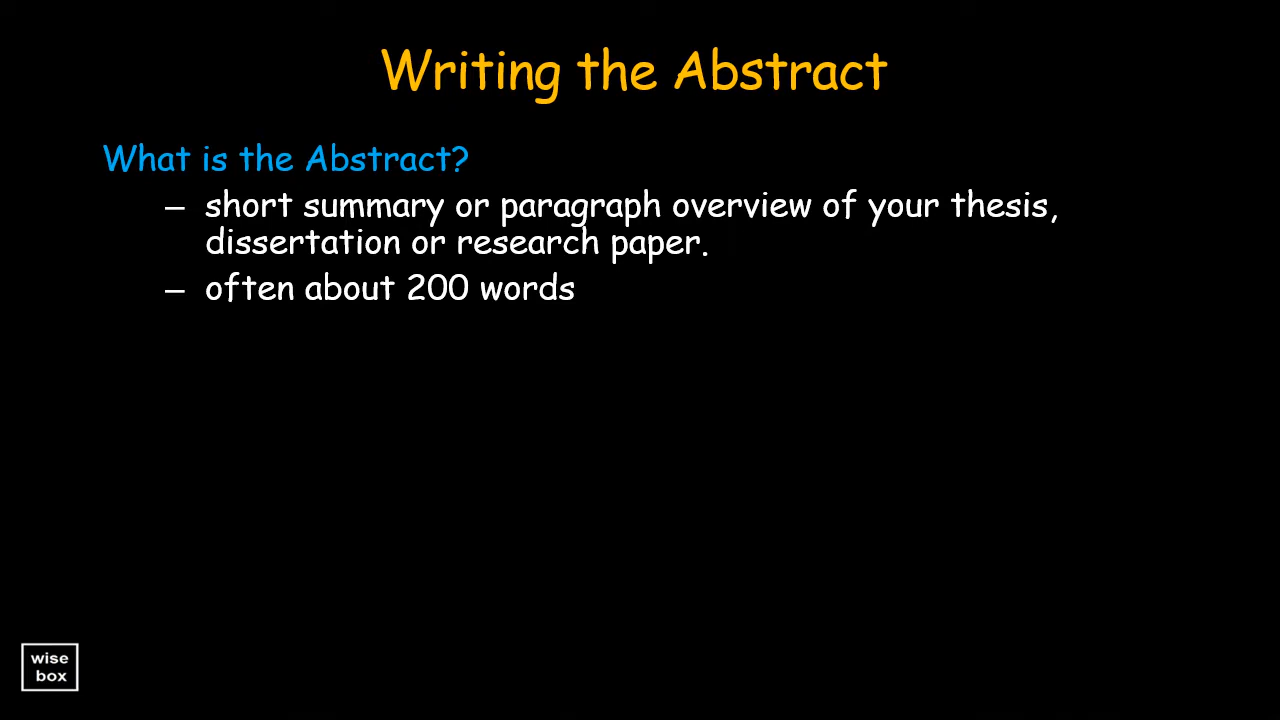 Writing the Abstract
What is the Abstract?
– short summary or paragraph overview of your thesis,
dissertation or research paper.
– often about 200 words
wise
box